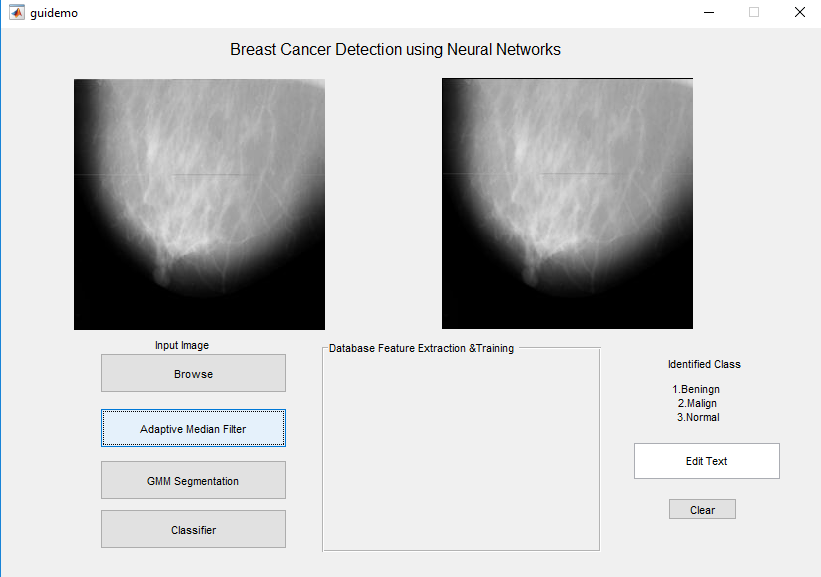 guidemo
Breast Cancer Detection using Neural Networks
Input Image
Browse
Adaptive Median Filter
GMM Segmentation
Classifier
Database Feature Extraction &Training
Identified Class
1.Beningn
2.Malign
3.Normal
Edit Text
Clear